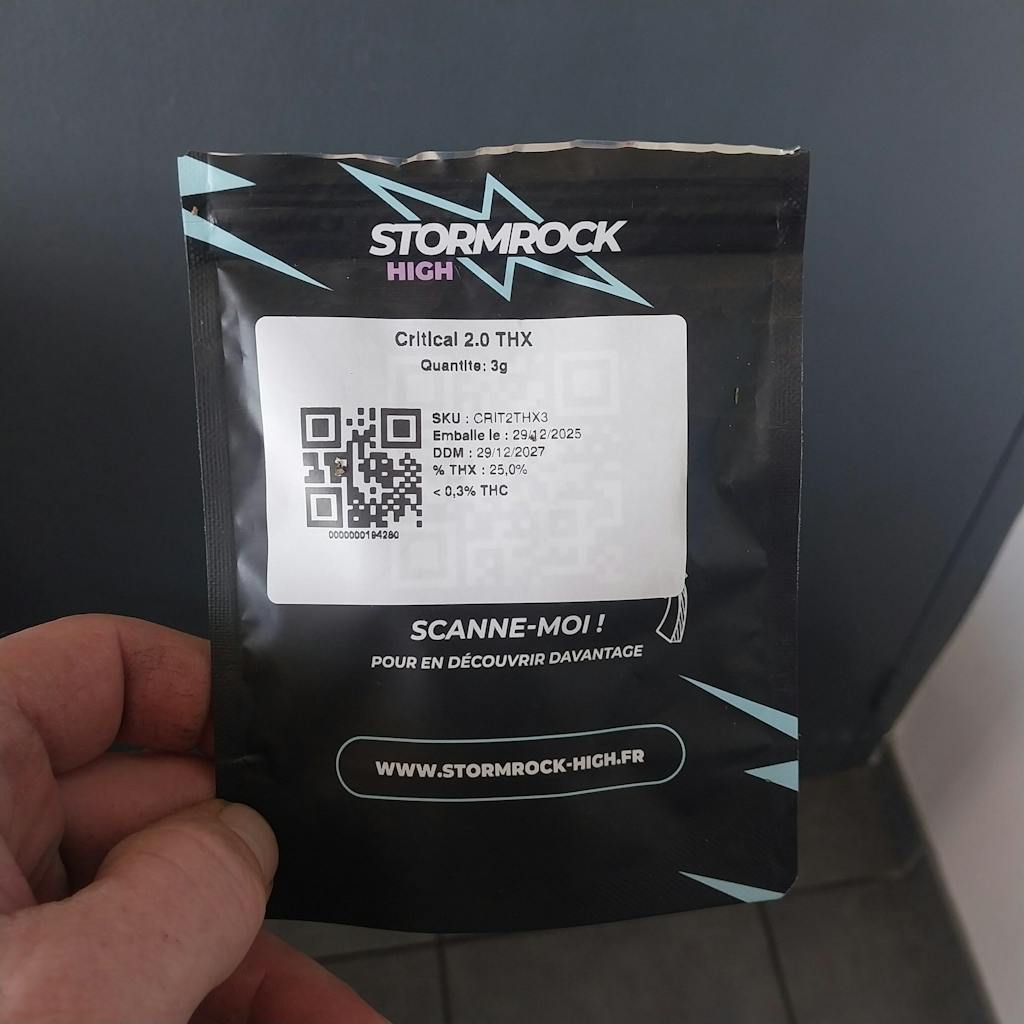 STORMROCK
HIGH
Critical 2.0 THX
Quantite: 3g
SKU : CRIT2THX3
Emballe le : 29/12/2025
DDM : 29/12/2027
% THX : 25,0%
< 0,3% THC
0000000194280
SCANNE-MOI !
POUR EN DÉCOUVRIR DAVANTAGE
WWW.STORMROCK-HIGH.FR